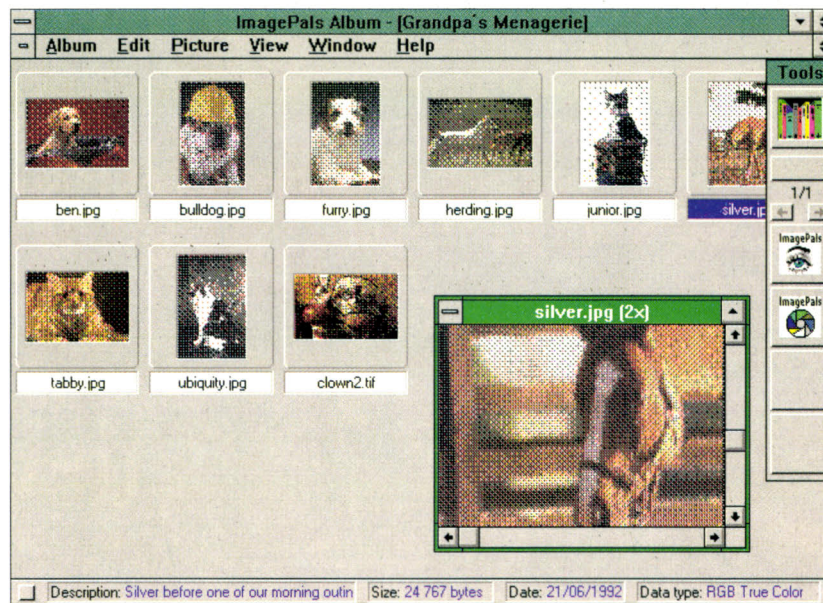 ImagePals Album - [Grandpa's Menagerie]
Album Edit Picture View Window Help
Tools
ben.jpg bulldog.jpg furry.jpg herding.jpg junior.jpg silver.jp
1/1
ImagePals
ImagePals
silver.jpg (2x)
tabby.jpg ubiquity.jpg clown2.tif
Description: Silver before one of our morning outin Size: 24 767 bytes Date: 21/06/1992 Data type: RGB True Color